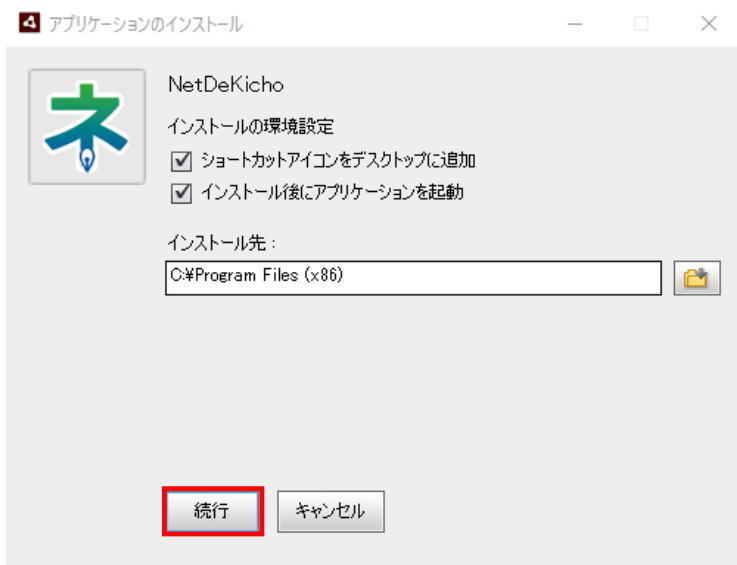 アプリケーションのインストール
ネ
NetDeKicho
インストールの環境設定
ショートカットアイコンをデスクトップに追加
インストール後にアプリケーションを起動
インストール先：
C:¥Program Files (x86)
続行
キャンセル